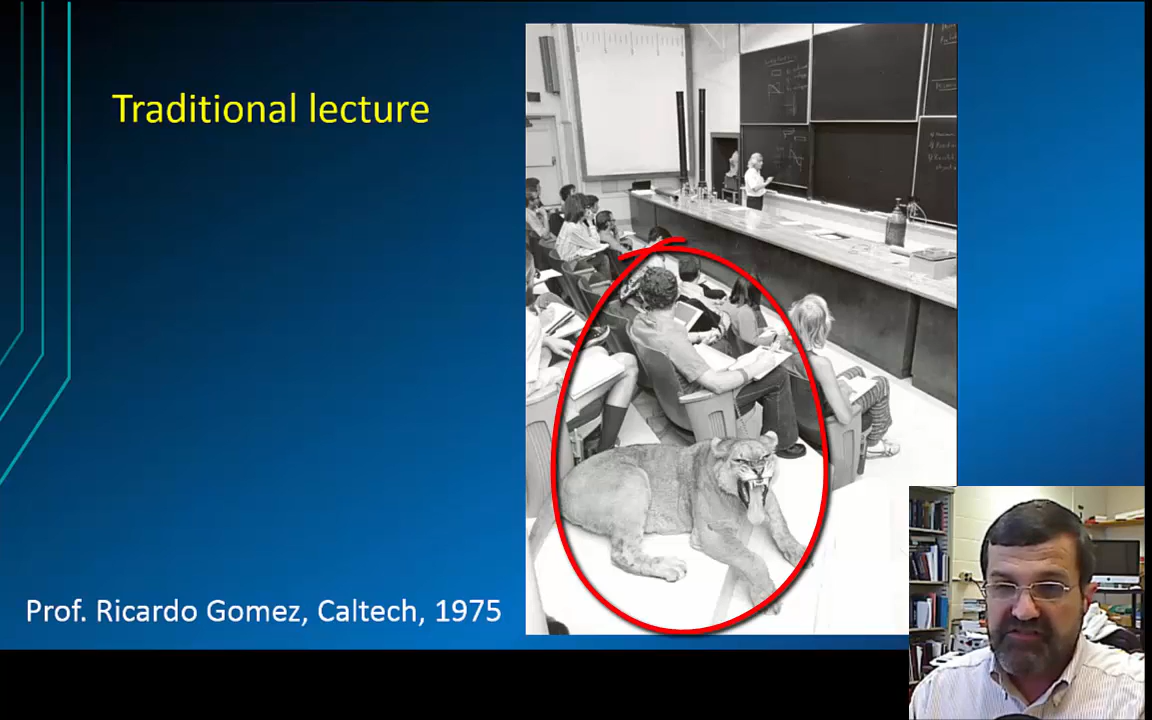 Traditional lecture
Prof. Ricardo Gomez, Caltech, 1975